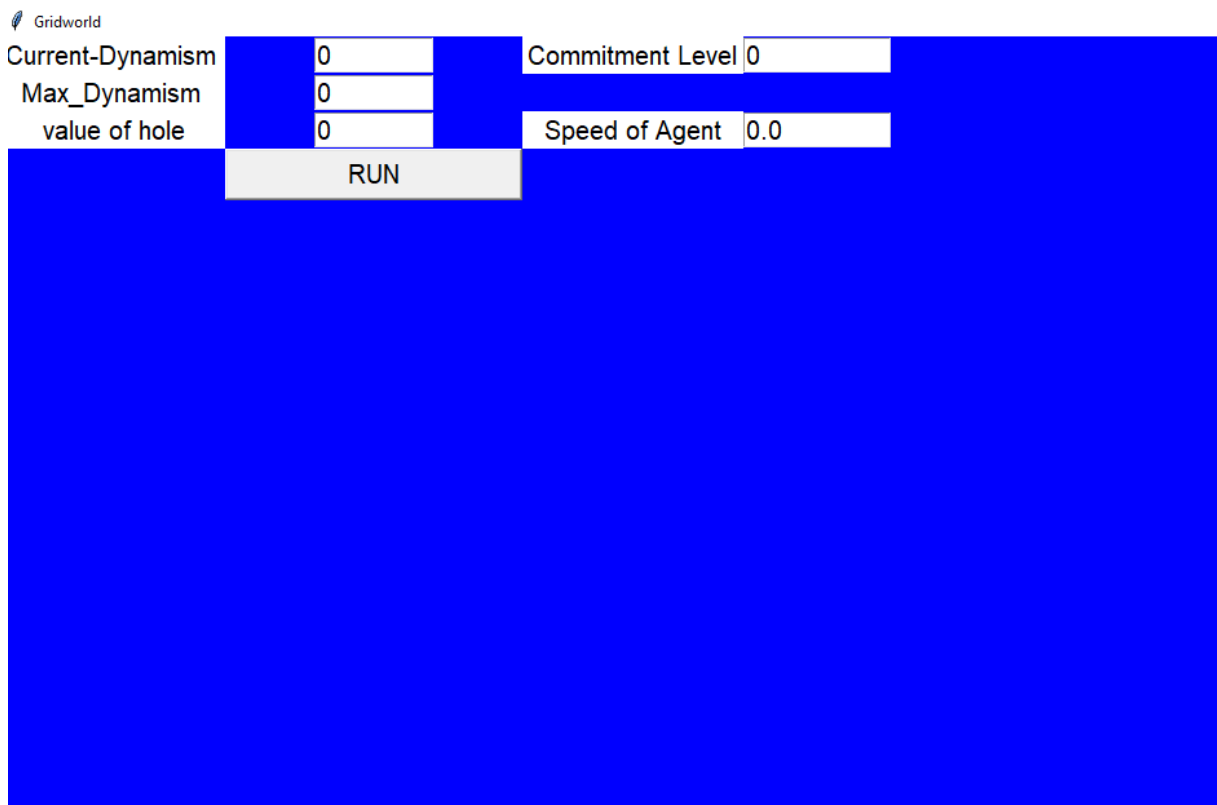 Gridworld
Current-Dynamism 0 Commitment Level 0
Max_Dynamism 0
value of hole 0 Speed of Agent 0.0
RUN